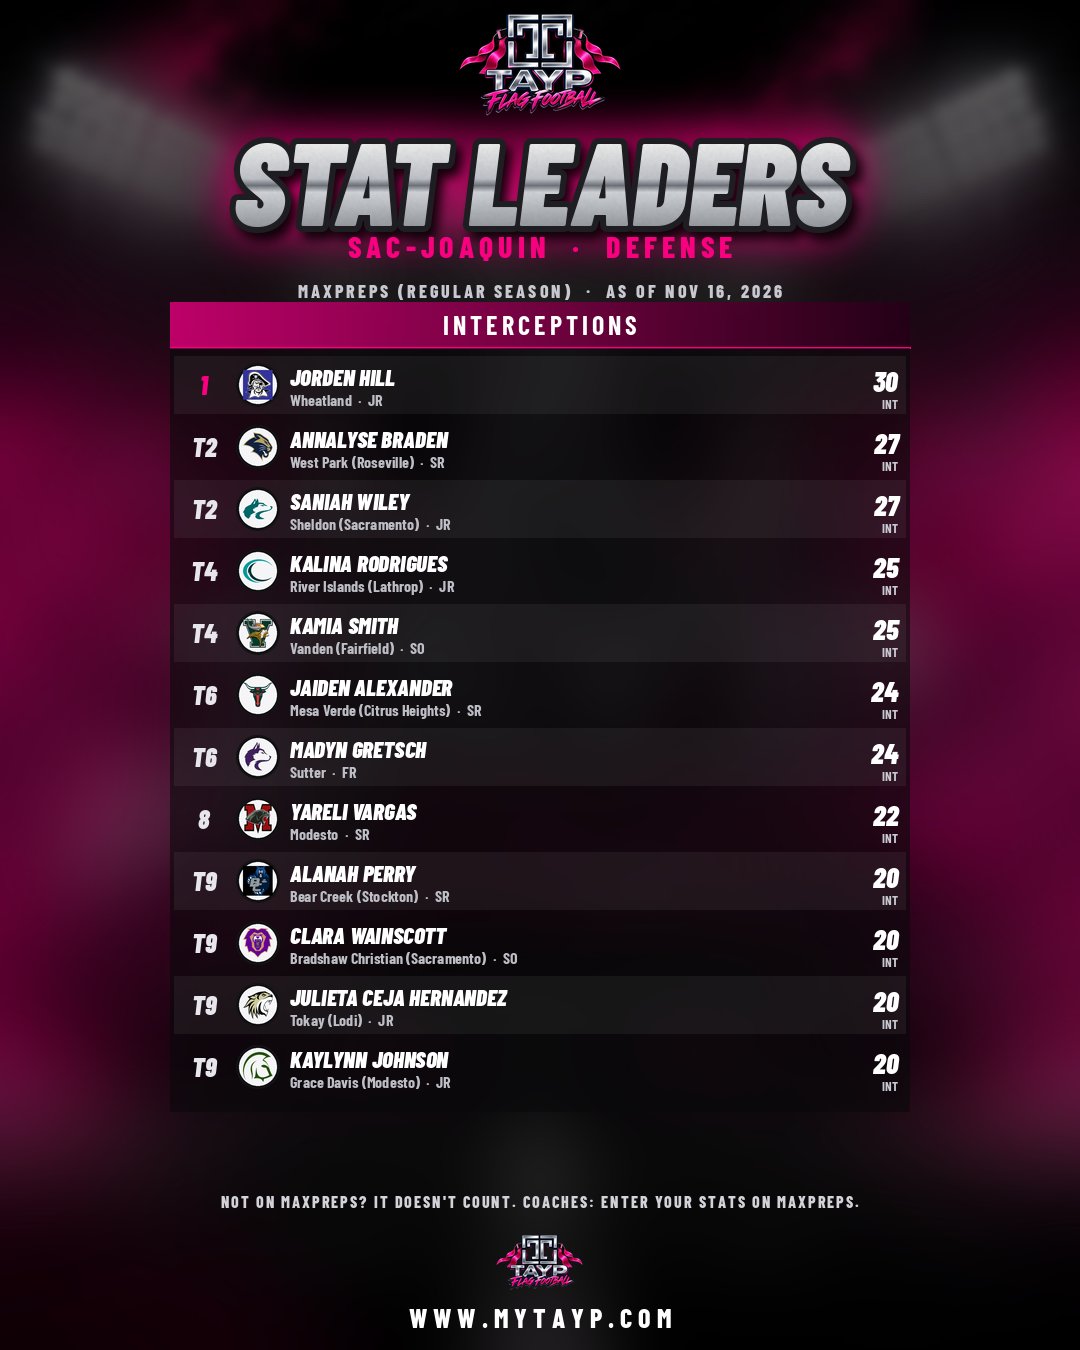 TAYP
FLAG FOOTBALL
STAT LEADERS
SAC-JOAQUIN · DEFENSE
MAXPREPS (REGULAR SEASON) · AS OF NOV 16, 2026
INTERCEPTIONS
1 JORDEN HILL 30
Wheatland · JR INT
T2 ANNALYSE BRADEN 27
West Park (Roseville) · SR INT
T2 SANIAH WILEY 27
Sheldon (Sacramento) · JR INT
T4 KALINA RODRIGUES 25
River Islands (Lathrop) · JR INT
T4 KAMIA SMITH 25
Vanden (Fairfield) · SO INT
T6 JAIDEN ALEXANDER 24
Mesa Verde (Citrus Heights) · SR INT
T6 MADYN GRETSCH 24
Sutter · FR INT
8 YARELI VARGAS 22
Modesto · SR INT
T9 ALANAH PERRY 20
Bear Creek (Stockton) · SR INT
T9 CLARA WAINSCOTT 20
Bradshaw Christian (Sacramento) · SO INT
T9 JULIETA CEJA HERNANDEZ 20
Tokay (Lodi) · JR INT
T9 KAYLYNN JOHNSON 20
Grace Davis (Modesto) · JR INT
NOT ON MAXPREPS? IT DOESN'T COUNT. COACHES: ENTER YOUR STATS ON MAXPREPS.
TAYP
FLAG FOOTBALL
WWW.MYTAYP.COM